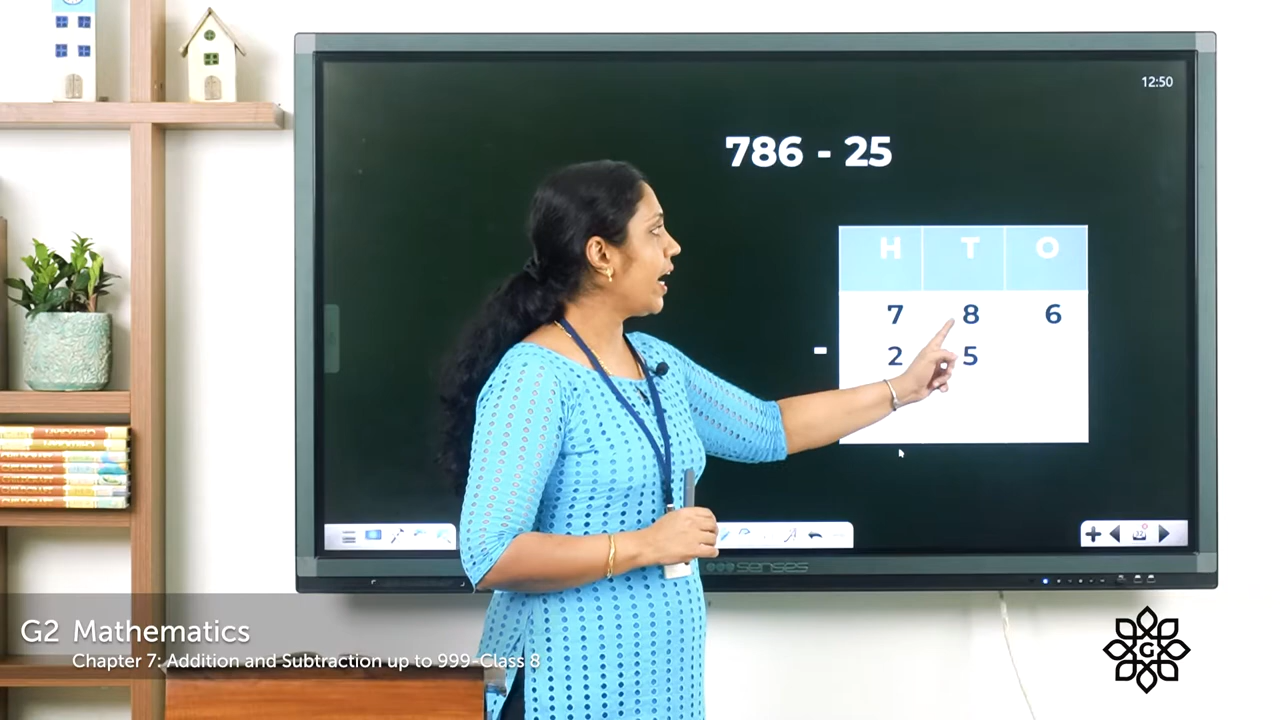 12:50
786 - 25
H T O
7 8 6
- 2 5
senses
G2 Mathematics
Chapter 7: Addition and Subtraction up to 999-Class 8
G